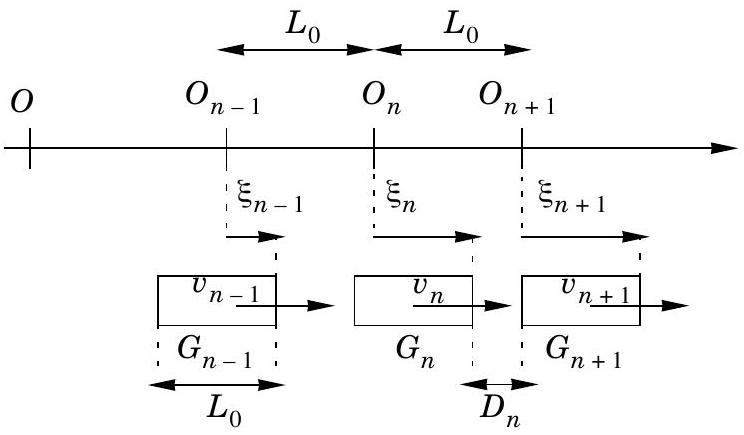 L₀ L₀
O Oₙ₋₁ Oₙ Oₙ₊₁
ξₙ₋₁ ξₙ ξₙ₊₁
vₙ₋₁ vₙ vₙ₊₁
Gₙ₋₁ Gₙ Gₙ₊₁
L₀ Dₙ